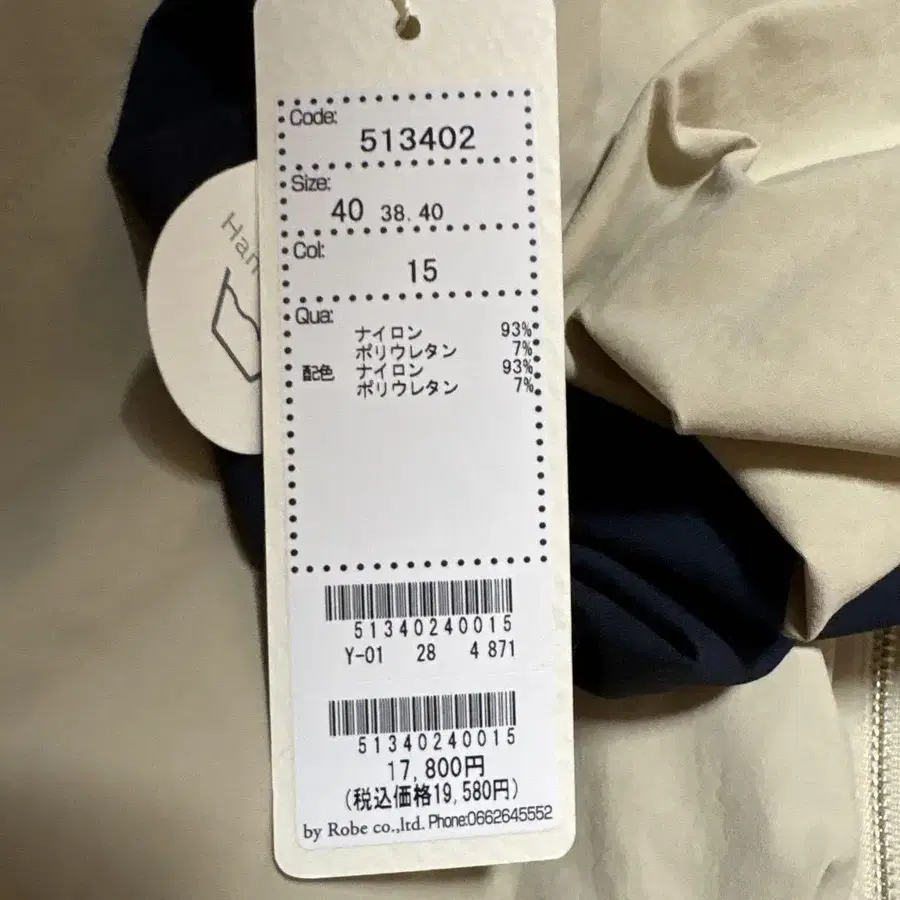 Code:
513402
Size:
40 38.40
Col:
15
Qua:
ナイロン 93%
ポリウレタン 7%
配色 ナイロン 93%
ポリウレタン 7%
51340240015
Y-01 28 4 871
51340240015
17,800円
(税込価格19,580円)
by Robe co.,ltd. Phone:0662645552